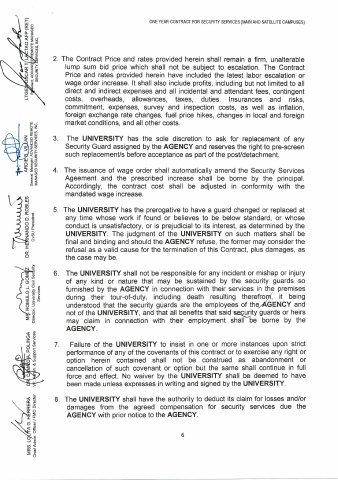 ONE YEAR CONTRACT FOR SECURITY SERVICES (MAIN AND SATELLITE CAMPUSES)
2. The Contract Price and rates provided herein shall remain a firm, unalterable
lump sum bid price which shall not be subject to escalation. The Contract
Price and rates provided herein have included the latest labor escalation or
wage order increase. It shall also include profits, including but not limited to all
direct and indirect expenses and all incidental and attendant fees, contingent
costs, overheads, allowances, taxes, duties. Insurances and risks,
commitment, expenses, survey and inspection costs, as well as inflation,
foreign exchange rate changes, fuel price hikes, changes in local and foreign
market conditions, and all other costs.
3. The UNIVERSITY has the sole discretion to ask for replacement of any
Security Guard assigned by the AGENCY and reserves the right to pre-screen
such replacement/s before acceptance as part of the post/detachment.
4. The issuance of wage order shall automatically amend the Security Services
Agreement and the prescribed increase shall be borne by the principal.
Accordingly, the contract cost shall be adjusted in conformity with the
mandated wage increase.
5. The UNIVERSITY has the prerogative to have a guard changed or replaced at
any time whose work if found or believes to be below standard, or whose
conduct is unsatisfactory, or is prejudicial to its interest, as determined by the
UNIVERSITY. The judgment of the UNIVERSITY on such matters shall be
final and binding and should the AGENCY refuse, the former may consider the
refusal as a valid cause for the termination of this Contract, plus damages, as
the case may be.
6. The UNIVERSITY shall not be responsible for any incident or mishap or injury
of any kind or nature that may be sustained by the security guards so
furnished by the AGENCY in connection with their services in the premises
during their tour-of-duty, including death resulting therefrom, it being
understood that the security guards are the employees of the AGENCY and
not of the UNIVERSITY, and that all benefits that said security guards or heirs
may claim in connection with their employment shall be borne by the
AGENCY.
7. Failure of the UNIVERSITY to insist in one or more instances upon strict
performance of any of the covenants of this contract or to exercise any right or
option herein contained shall not be construed as abandonment or
cancellation of such covenant or option but the same shall continue in full
force and effect. No waiver by the UNIVERSITY shall be deemed to have
been made unless expresses in writing and signed by the UNIVERSITY.
8. The UNIVERSITY shall have the authority to deduct its claim for losses and/or
damages from the agreed compensation for security services due the
AGENCY with prior notice to the AGENCY.
6